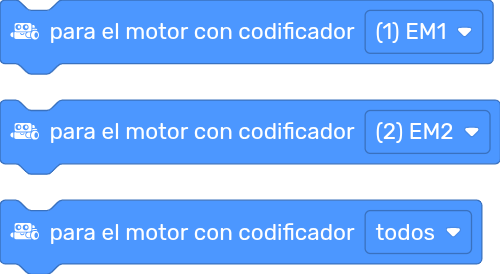 para el motor con codificador (1) EM1
para el motor con codificador (2) EM2
para el motor con codificador todos